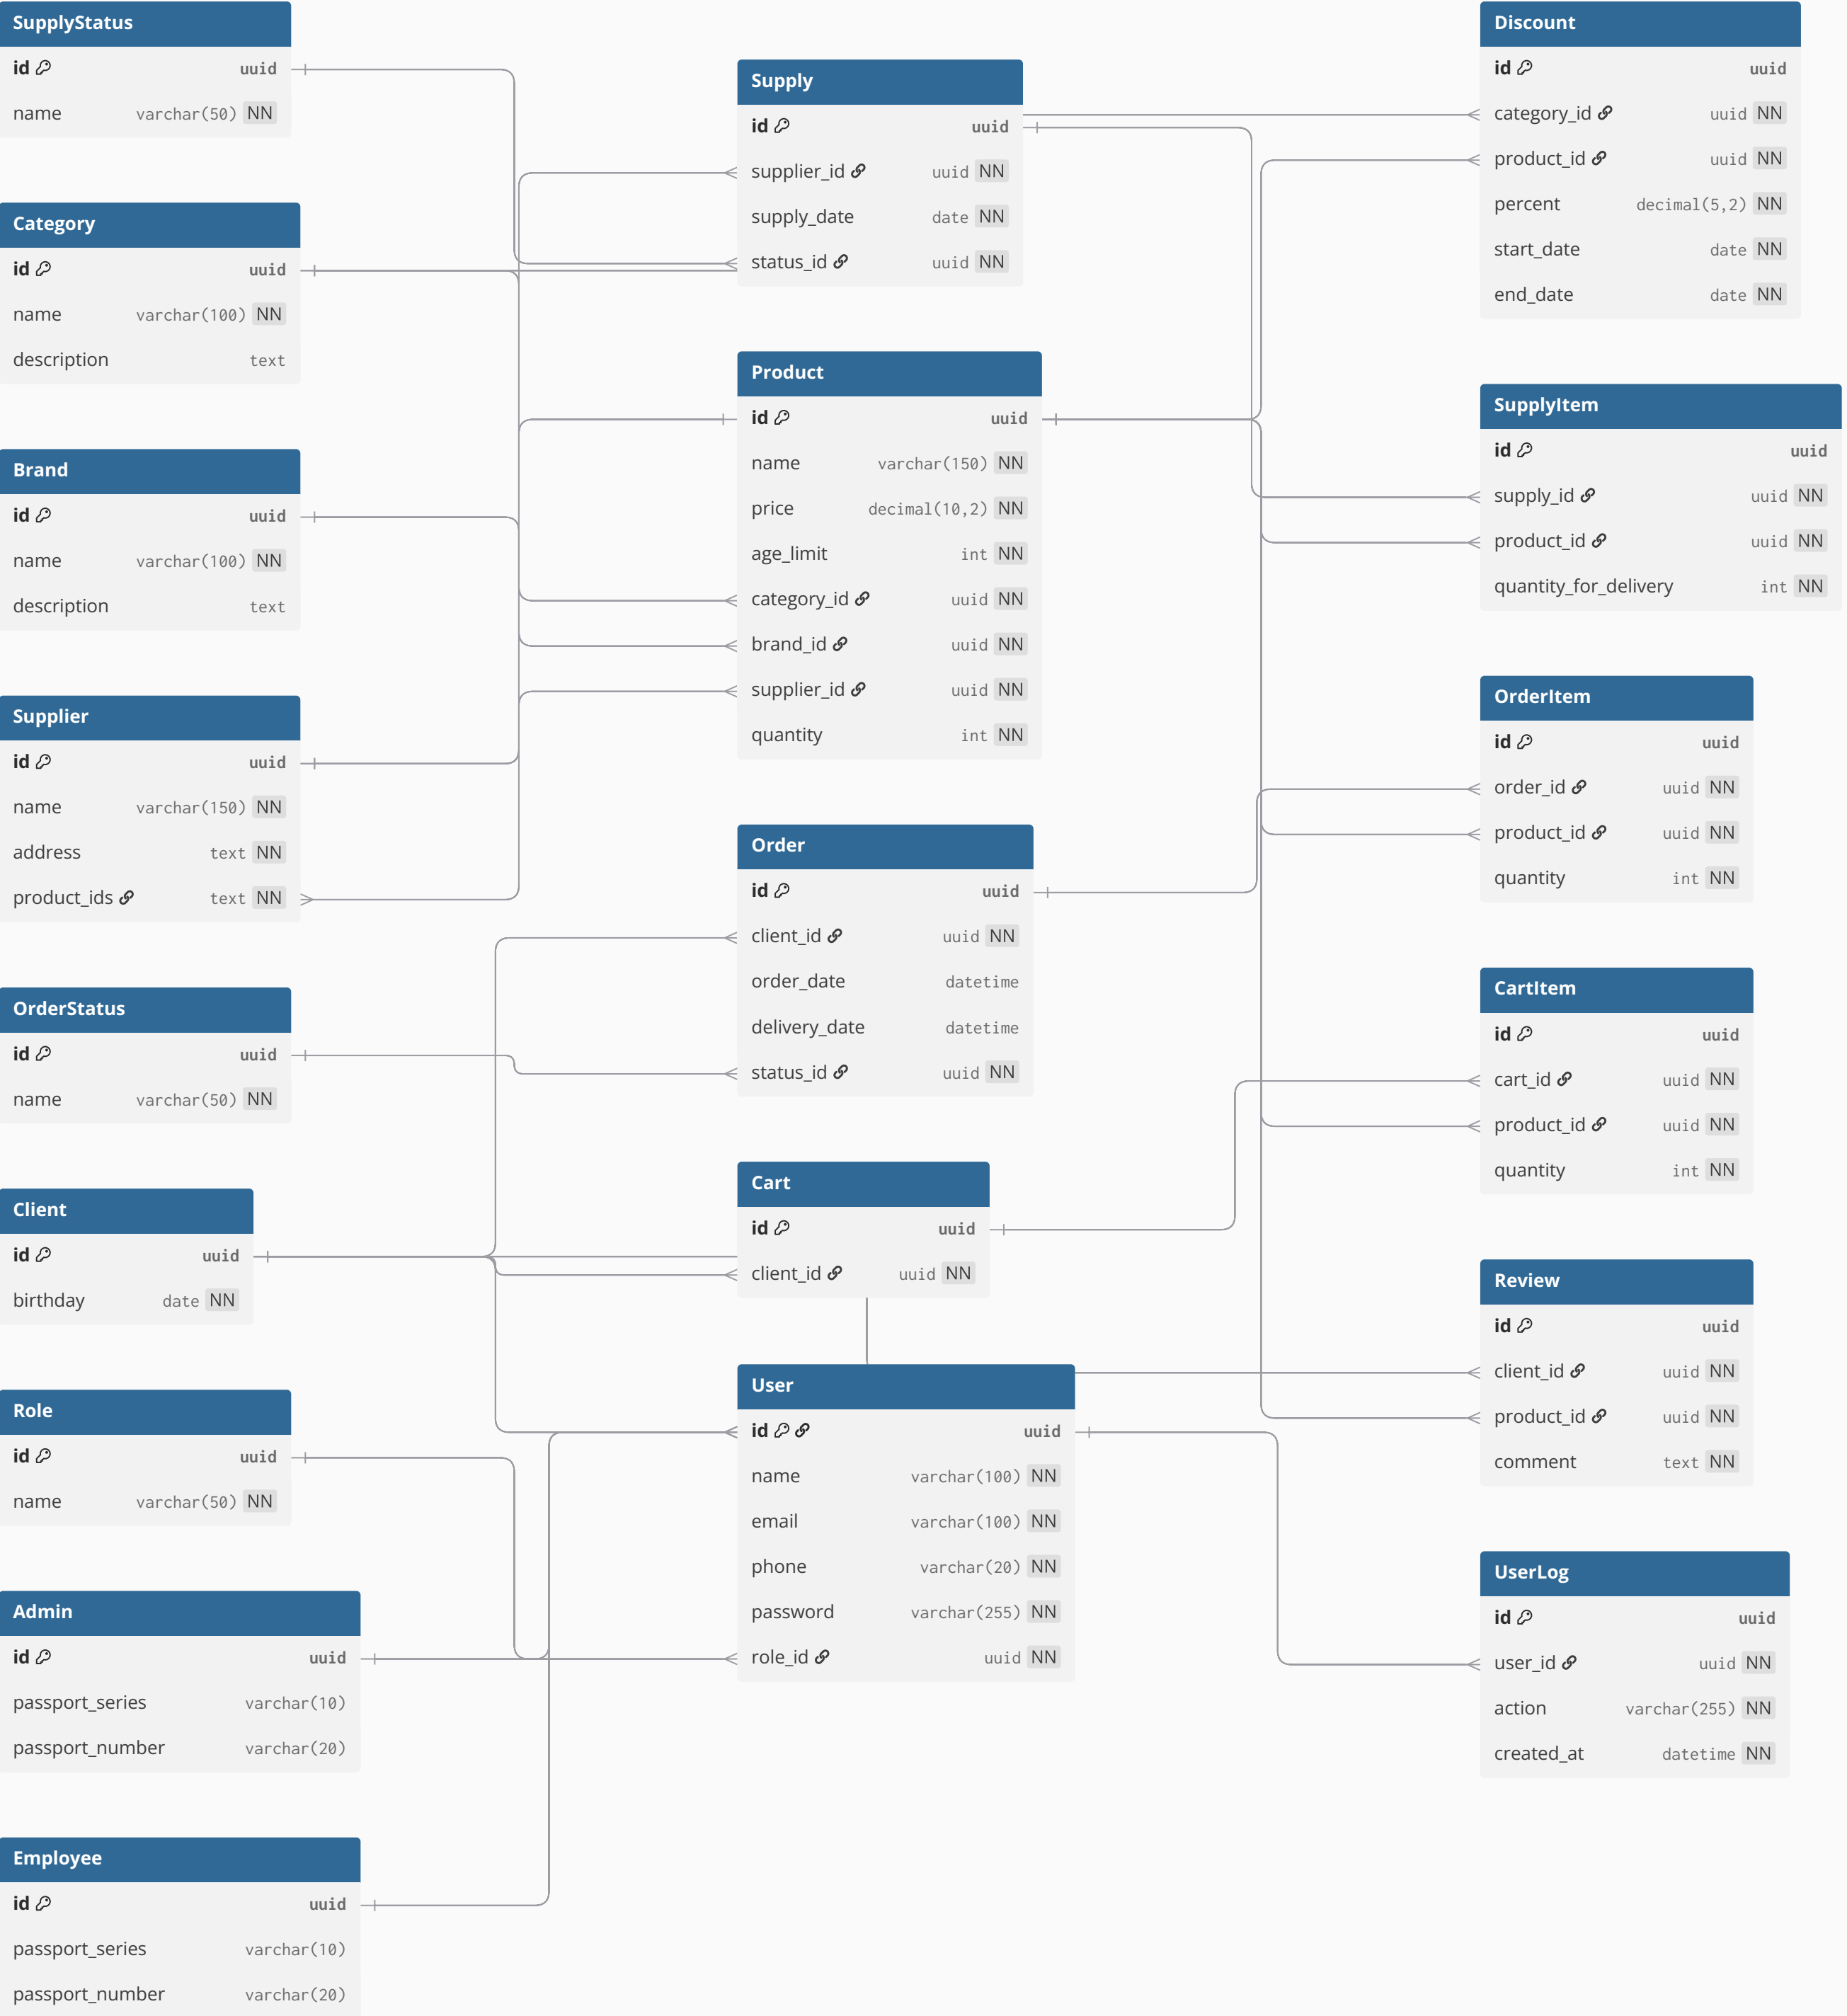 SupplyStatus
id uuid
name varchar(50) NN
Category
id uuid
name varchar(100) NN
description text
Brand
id uuid
name varchar(100) NN
description text
Supplier
id uuid
name varchar(150) NN
address text NN
product_ids text NN
OrderStatus
id uuid
name varchar(50) NN
Client
id uuid
birthday date NN
Role
id uuid
name varchar(50) NN
Admin
id uuid
passport_series varchar(10)
passport_number varchar(20)
Employee
id uuid
passport_series varchar(10)
passport_number varchar(20)
Supply
id uuid
supplier_id uuid NN
supply_date date NN
status_id uuid NN
Product
id uuid
name varchar(150) NN
price decimal(10,2) NN
age_limit int NN
category_id uuid NN
brand_id uuid NN
supplier_id uuid NN
quantity int NN
Order
id uuid
client_id uuid NN
order_date datetime
delivery_date datetime
status_id uuid NN
Cart
id uuid
client_id uuid NN
User
id uuid
name varchar(100) NN
email varchar(100) NN
phone varchar(20) NN
password varchar(255) NN
role_id uuid NN
Discount
id uuid
category_id uuid NN
product_id uuid NN
percent decimal(5,2) NN
start_date date NN
end_date date NN
SupplyItem
id uuid
supply_id uuid NN
product_id uuid NN
quantity_for_delivery int NN
OrderItem
id uuid
order_id uuid NN
product_id uuid NN
quantity int NN
CartItem
id uuid
cart_id uuid NN
product_id uuid NN
quantity int NN
Review
id uuid
client_id uuid NN
product_id uuid NN
comment text NN
UserLog
id uuid
user_id uuid NN
action varchar(255) NN
created_at datetime NN